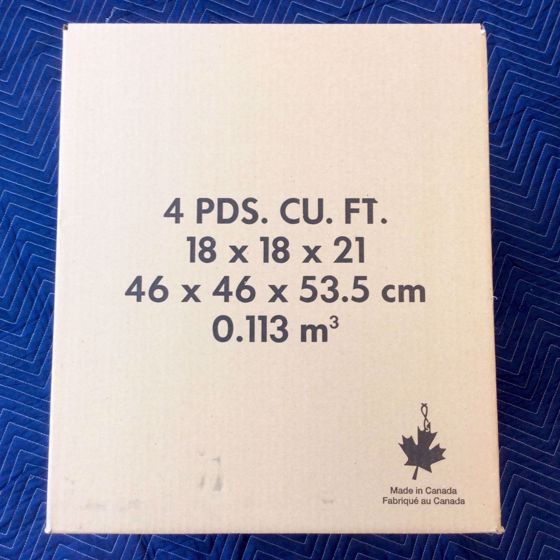 4 PDS. CU. FT.
18 x 18 x 21
46 x 46 x 53.5 cm
0.113 m³
Made in Canada
Fabriqué au Canada